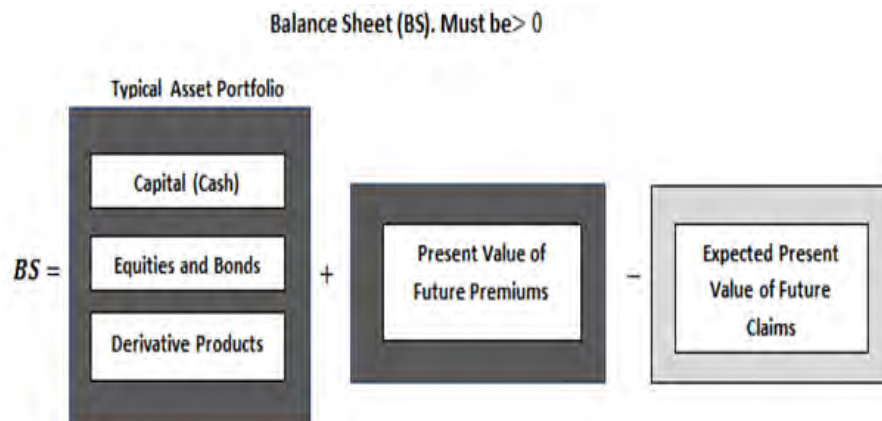 Balance Sheet (BS). Must be> 0
Typical Asset Portfolio
Capital (Cash)
Equities and Bonds
Derivative Products
BS =
+
Present Value of
Future Premiums
−
Expected Present
Value of Future
Claims